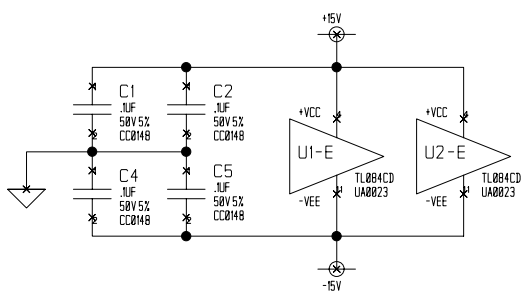 +15V
C1
.1UF
50V 5%
CC0148
C2
.1UF
50V 5%
CC0148
+VCC
U1-E
TL084CD
UA0023
-VEE
+VCC
U2-E
TL084CD
UA0023
-VEE
C4
.1UF
50V 5%
CC0148
C5
.1UF
50V 5%
CC0148
-15V